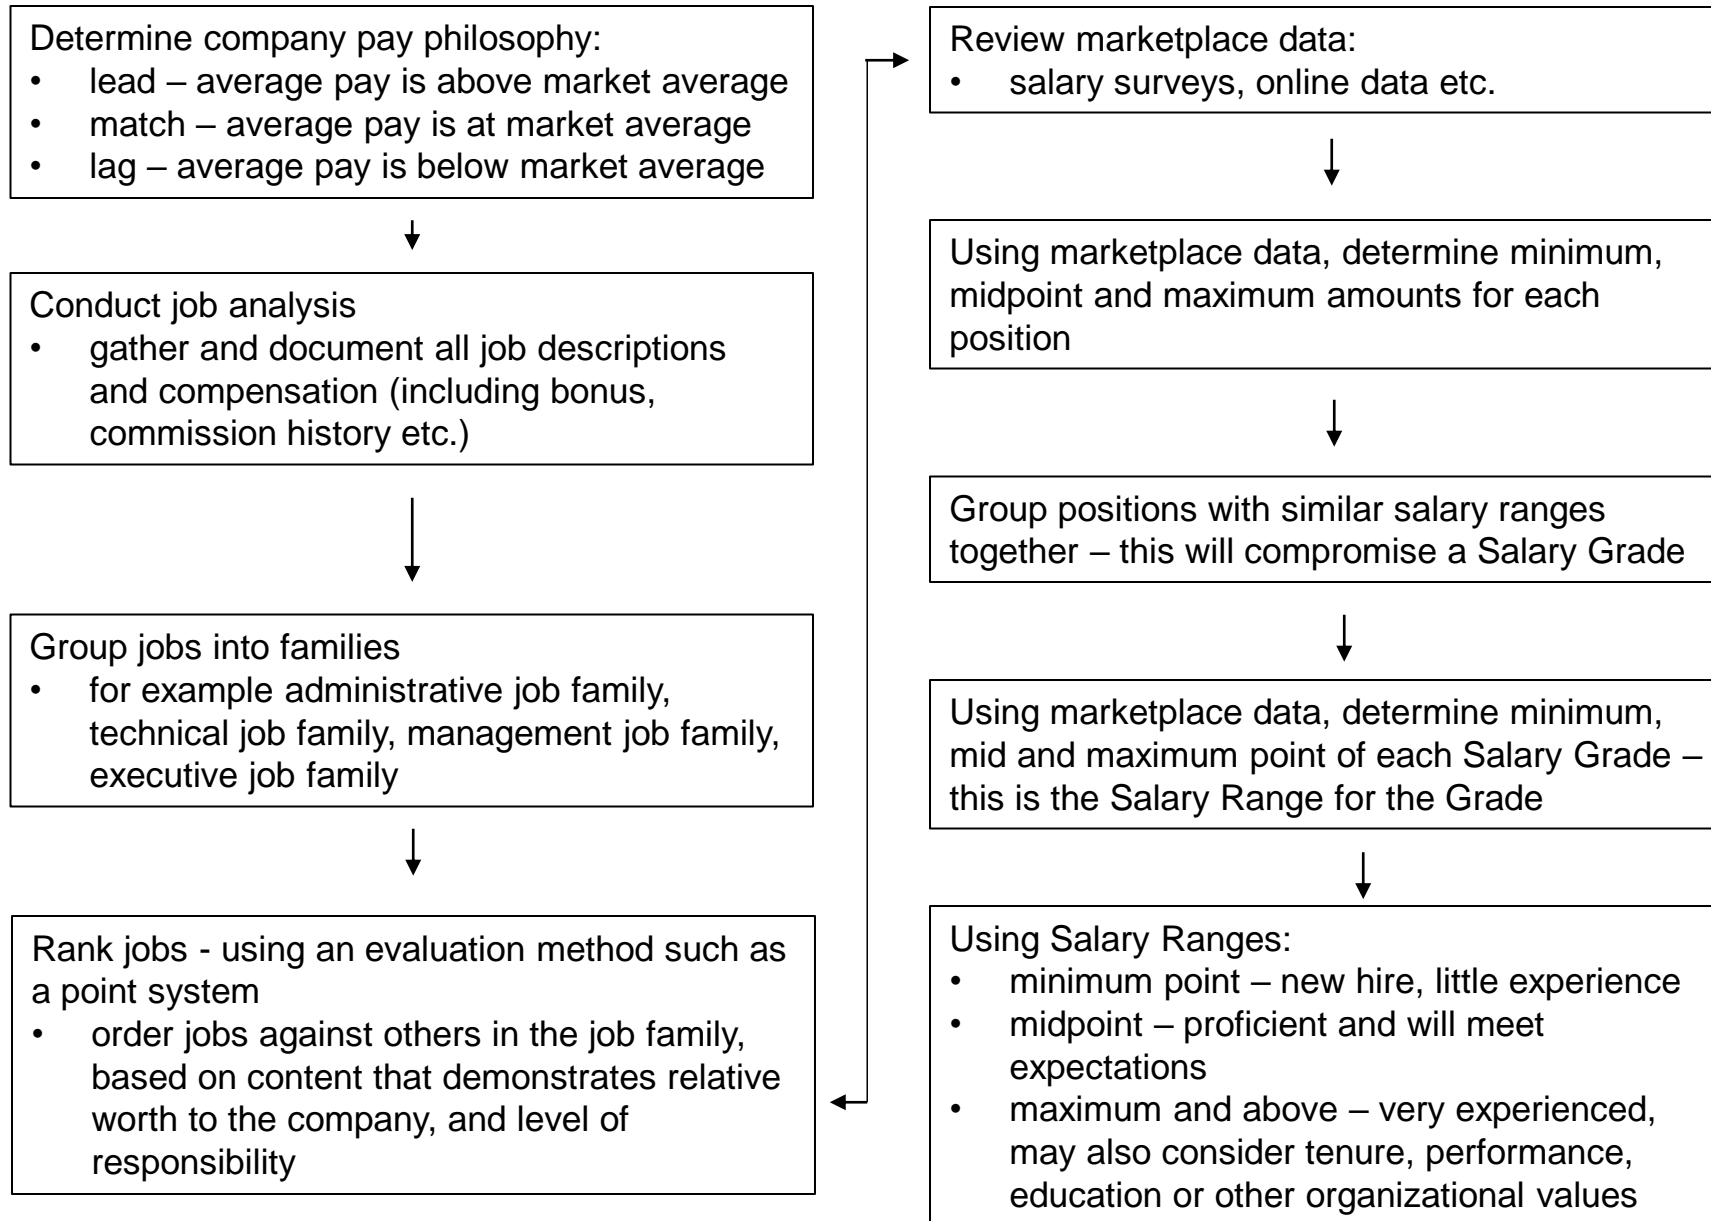 Determine company pay philosophy:
• lead – average pay is above market average
• match – average pay is at market average
• lag – average pay is below market average
Conduct job analysis
• gather and document all job descriptions
and compensation (including bonus,
commission history etc.)
Group jobs into families
• for example administrative job family,
technical job family, management job family,
executive job family
Rank jobs - using an evaluation method such as
a point system
• order jobs against others in the job family,
based on content that demonstrates relative
worth to the company, and level of
responsibility
Review marketplace data:
• salary surveys, online data etc.
Using marketplace data, determine minimum,
midpoint and maximum amounts for each
position
Group positions with similar salary ranges
together – this will compromise a Salary Grade
Using marketplace data, determine minimum,
mid and maximum point of each Salary Grade –
this is the Salary Range for the Grade
Using Salary Ranges:
• minimum point – new hire, little experience
• midpoint – proficient and will meet
expectations
• maximum and above – very experienced,
may also consider tenure, performance,
education or other organizational values